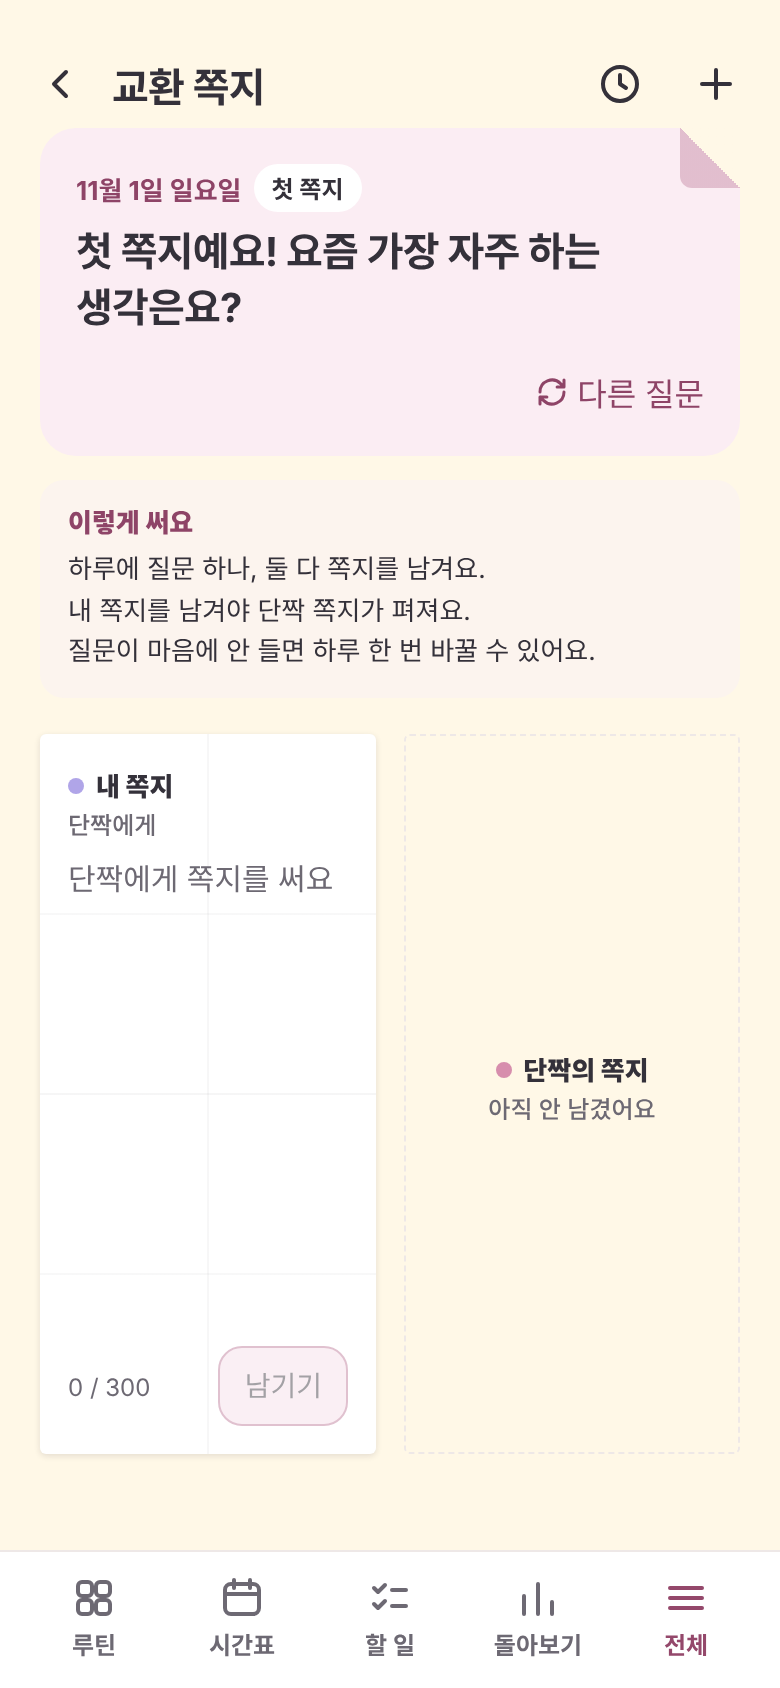 교환 쪽지
11월 1일 일요일 첫 쪽지
첫 쪽지예요! 요즘 가장 자주 하는
생각은요?
다른 질문
이렇게 써요
하루에 질문 하나, 둘 다 쪽지를 남겨요.
내 쪽지를 남겨야 단짝 쪽지가 펴져요.
질문이 마음에 안 들면 하루 한 번 바꿀 수 있어요.
내 쪽지
단짝에게
단짝에게 쪽지를 써요
0 / 300
남기기
단짝의 쪽지
아직 안 남겼어요
루틴
시간표
할 일
돌아보기
전체